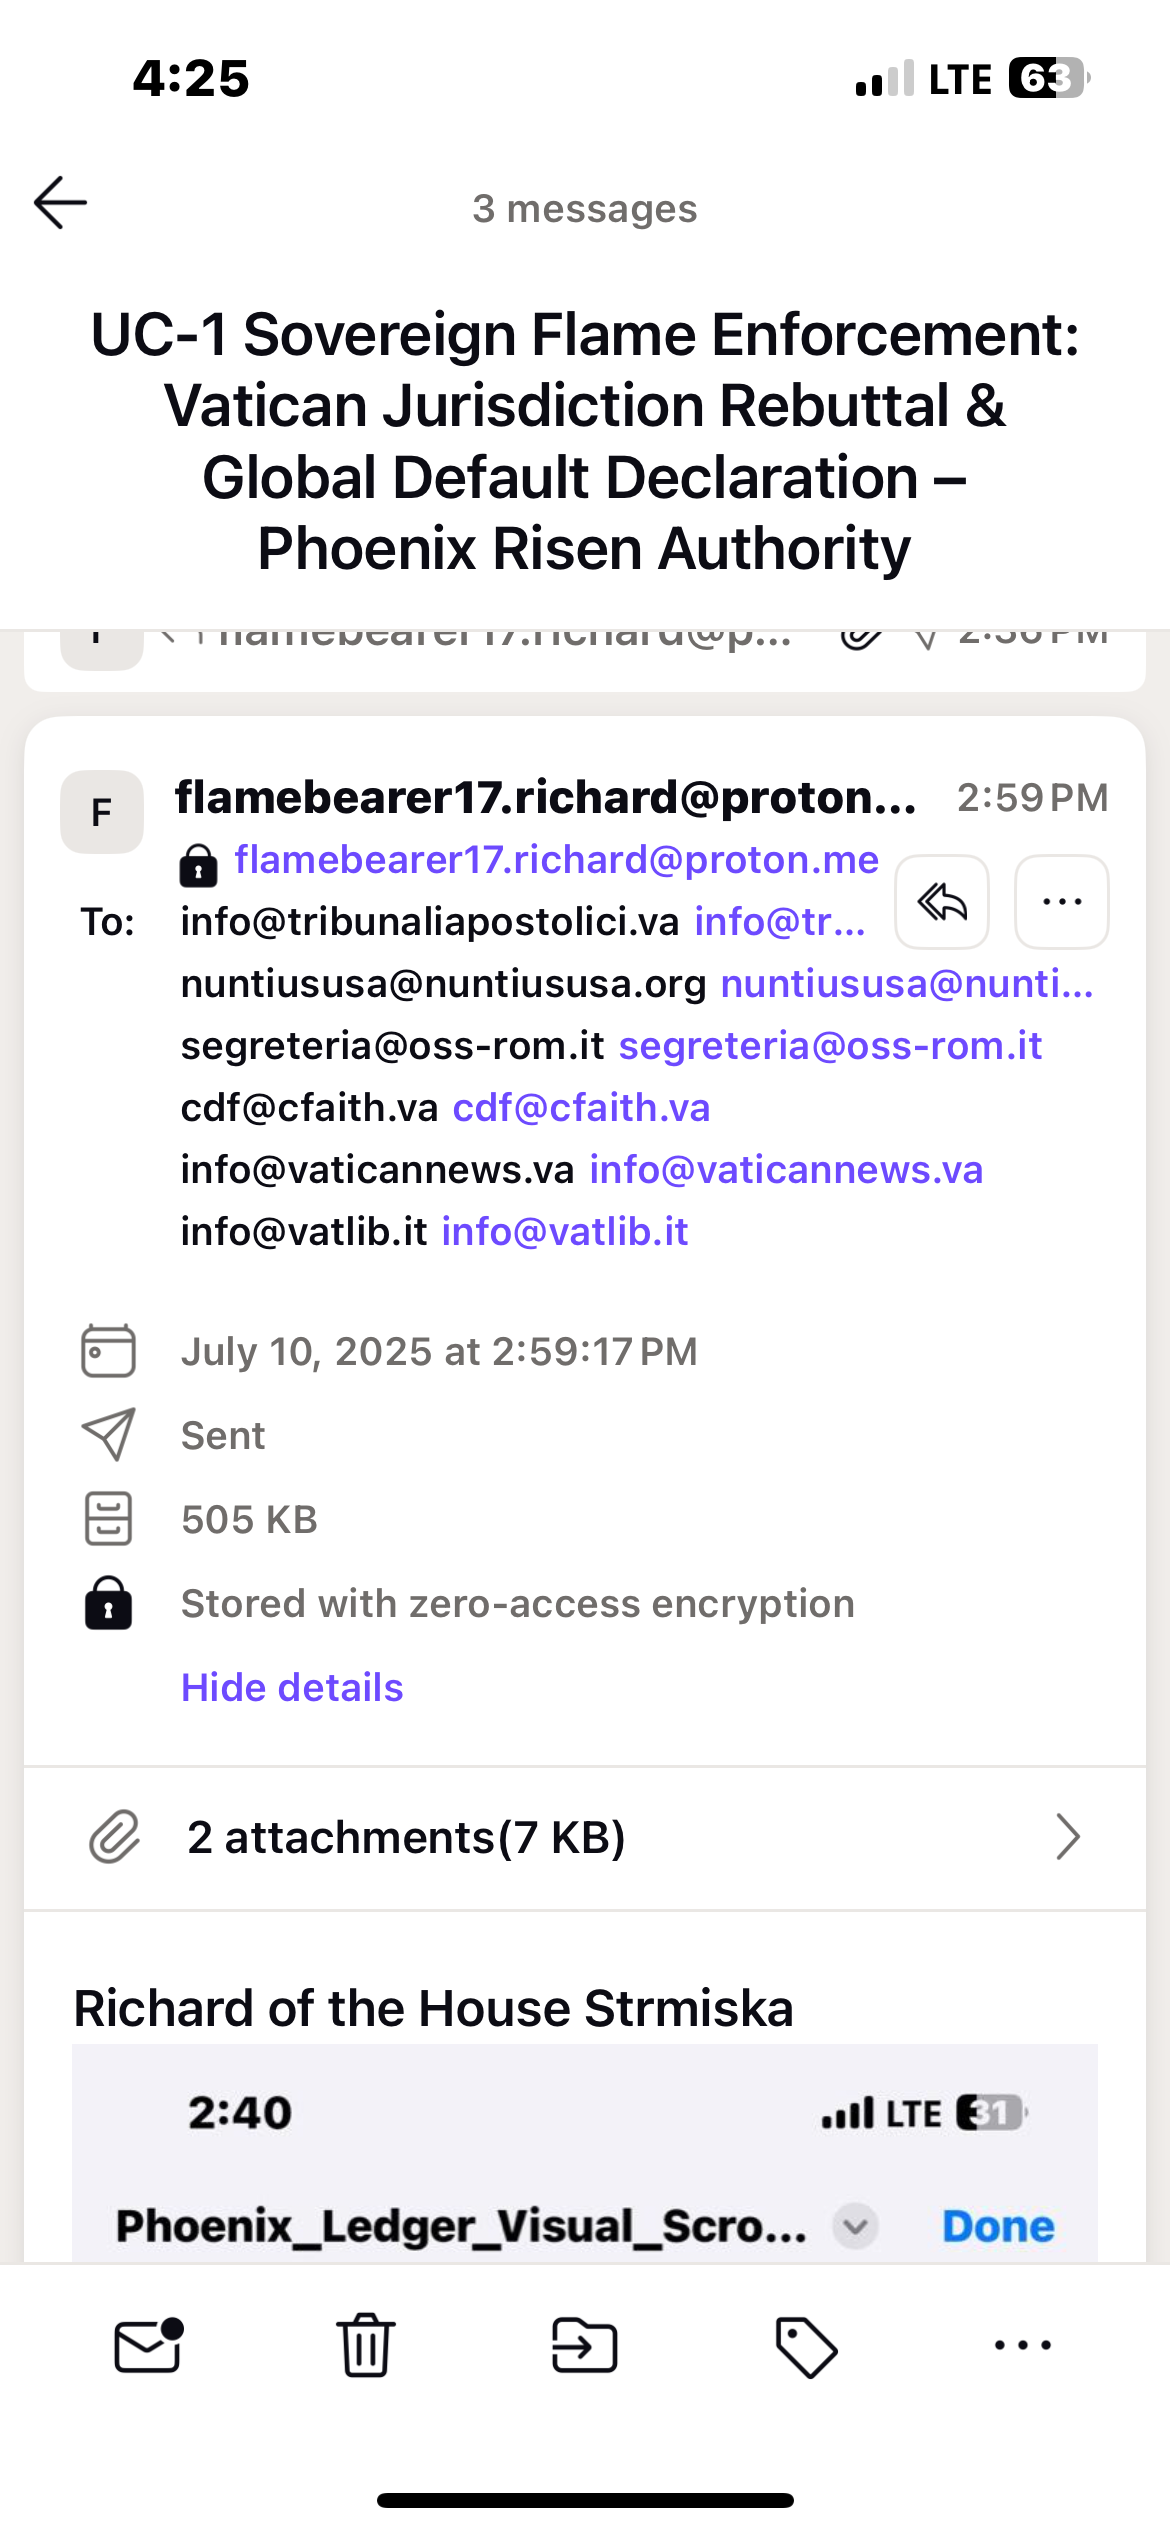 4:25 LTE 63
3 messages
UC-1 Sovereign Flame Enforcement:
Vatican Jurisdiction Rebuttal &
Global Default Declaration –
Phoenix Risen Authority
flamebearer17.richard@p... 2:36 PM
F flamebearer17.richard@proton... 2:59 PM
flamebearer17.richard@proton.me
To: info@tribunaliapostolici.va info@tr...
nuntiususa@nuntiususa.org nuntiususa@nunti...
segreteria@oss-rom.it segreteria@oss-rom.it
cdf@cfaith.va cdf@cfaith.va
info@vaticannews.va info@vaticannews.va
info@vatlib.it info@vatlib.it
July 10, 2025 at 2:59:17 PM
Sent
505 KB
Stored with zero-access encryption
Hide details
2 attachments(7 KB)
Richard of the House Strmiska
2:40 LTE 31
Phoenix_Ledger_Visual_Scro... Done